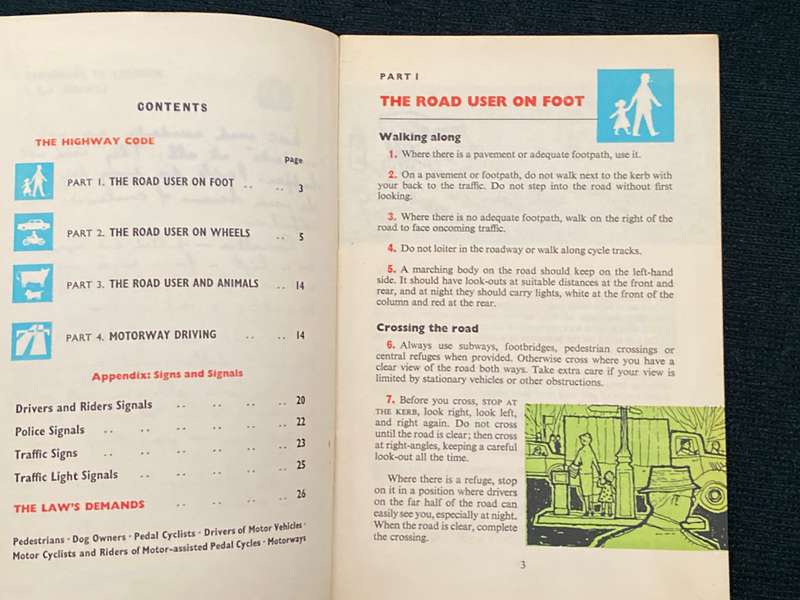 CONTENTS
THE HIGHWAY CODE
page
PART 1. THE ROAD USER ON FOOT .. .. 3
PART 2. THE ROAD USER ON WHEELS .. 5
PART 3. THE ROAD USER AND ANIMALS .. 14
PART 4. MOTORWAY DRIVING .. .. 14
Appendix: Signs and Signals
Drivers and Riders Signals .. .. .. 20
Police Signals .. .. .. .. .. 22
Traffic Signs .. .. .. .. .. 23
Traffic Light Signals .. .. .. .. 25
THE LAW'S DEMANDS .. .. .. 26
Pedestrians · Dog Owners · Pedal Cyclists · Drivers of Motor Vehicles ·
Motor Cyclists and Riders of Motor-assisted Pedal Cycles · Motorways
PART I
THE ROAD USER ON FOOT
Walking along
1. Where there is a pavement or adequate footpath, use it.
2. On a pavement or footpath, do not walk next to the kerb with
your back to the traffic. Do not step into the road without first
looking.
3. Where there is no adequate footpath, walk on the right of the
road to face oncoming traffic.
4. Do not loiter in the roadway or walk along cycle tracks.
5. A marching body on the road should keep on the left-hand
side. It should have look-outs at suitable distances at the front and
rear, and at night they should carry lights, white at the front of the
column and red at the rear.
Crossing the road
6. Always use subways, footbridges, pedestrian crossings or
central refuges when provided. Otherwise cross where you have a
clear view of the road both ways. Take extra care if your view is
limited by stationary vehicles or other obstructions.
7. Before you cross, STOP AT
THE KERB, look right, look left,
and right again. Do not cross
until the road is clear; then cross
at right-angles, keeping a careful
look-out all the time.
Where there is a refuge, stop
on it in a position where drivers
on the far half of the road can
easily see you, especially at night.
When the road is clear, complete
the crossing.
3